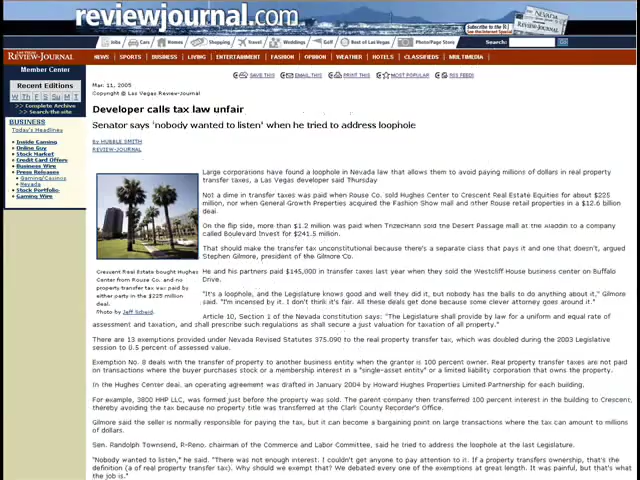 reviewjournal.com
Subscribe to the RJ
NEVADA
Jobs Cars Homes Shopping Travel Weddings Golf Best of Las Vegas Photo/Page Store Search:
REVIEW-JOURNAL NEWS SPORTS BUSINESS LIVING ENTERTAINMENT FASHION OPINION WEATHER HOTELS CLASSIFIEDS MULTIMEDIA
Member Center
SAVE THIS EMAIL THIS PRINT THIS MOST POPULAR RSS FEEDS
Recent Editions
W Th F S Su M T
>> Complete Archive
>> Search the site
BUSINESS
Today's Headlines
Inside Gaming
Online Guy
Stock Market
Credit Card Offers
Business Wire
Press Releases
Gaming/Casinos
Nevada
Stock Portfolio
Gaming Wire
Mar. 11, 2005
Copyright © Las Vegas Review-Journal
Developer calls tax law unfair
Senator says 'nobody wanted to listen' when he tried to address loophole
By HUBBLE SMITH
REVIEW-JOURNAL
Crescent Real Estate bought Hughes
Center from Rouse Co. and no
property transfer tax was paid by
either party in the $225 million
deal.
Photo by Jeff Scheid.
Large corporations have found a loophole in Nevada law that allows them to avoid paying millions of dollars in real property
transfer taxes, a Las Vegas developer said Thursday.
Not a dime in transfer taxes was paid when Rouse Co. sold Hughes Center to Crescent Real Estate Equities for about $225
million, nor when General Growth Properties acquired the Fashion Show mall and other Rouse retail properties in a $12.6 billion
deal.
On the flip side, more than $1.2 million was paid when TrizecHahn sold the Desert Passage mall at the Aladdin to a company
called Boulevard Invest for $241.5 million.
That should make the transfer tax unconstitutional because there's a separate class that pays it and one that doesn't, argued
Stephen Gilmore, president of the Gilmore Co.
He and his partners paid $145,000 in transfer taxes last year when they sold the Westcliff House business center on Buffalo
Drive.
"It's a loophole, and the Legislature knows good and well they did it, but nobody has the balls to do anything about it," Gilmore
said. "I'm incensed by it. I don't think it's fair. All these deals get done because some clever attorney goes around it."
Article 10, Section 1 of the Nevada constitution says: "The Legislature shall provide by law for a uniform and equal rate of
assessment and taxation, and shall prescribe such regulations as shall secure a just valuation for taxation of all property."
There are 13 exemptions provided under Nevada Revised Statutes 375.090 to the real property transfer tax, which was doubled during the 2003 Legislative
session to 0.5 percent of assessed value.
Exemption No. 8 deals with the transfer of property to another business entity when the grantor is 100 percent owner. Real property transfer taxes are not paid
on transactions where the buyer purchases stock or a membership interest in a "single-asset entity" or a limited liability corporation that owns the property.
In the Hughes Center deal, an operating agreement was drafted in January 2004 by Howard Hughes Properties Limited Partnership for each building.
For example, 3800 HHP LLC, was formed just before the property was sold. The parent company then transferred 100 percent interest in the building to Crescent,
thereby avoiding the tax because no property title was transferred at the Clark County Recorder's Office.
Gilmore said the seller is normally responsible for paying the tax, but it can become a bargaining point on large transactions where the tax can amount to millions
of dollars.
Sen. Randolph Townsend, R-Reno, chairman of the Commerce and Labor Committee, said he tried to address the loophole at the last Legislature.
"Nobody wanted to listen," he said. "There was not enough interest. I couldn't get anyone to pay attention to it. If a property transfers ownership, that's the
definition (a of real property transfer tax). Why should we exempt that? We debated every one of the exemptions at great length. It was painful, but that's what
the job is."